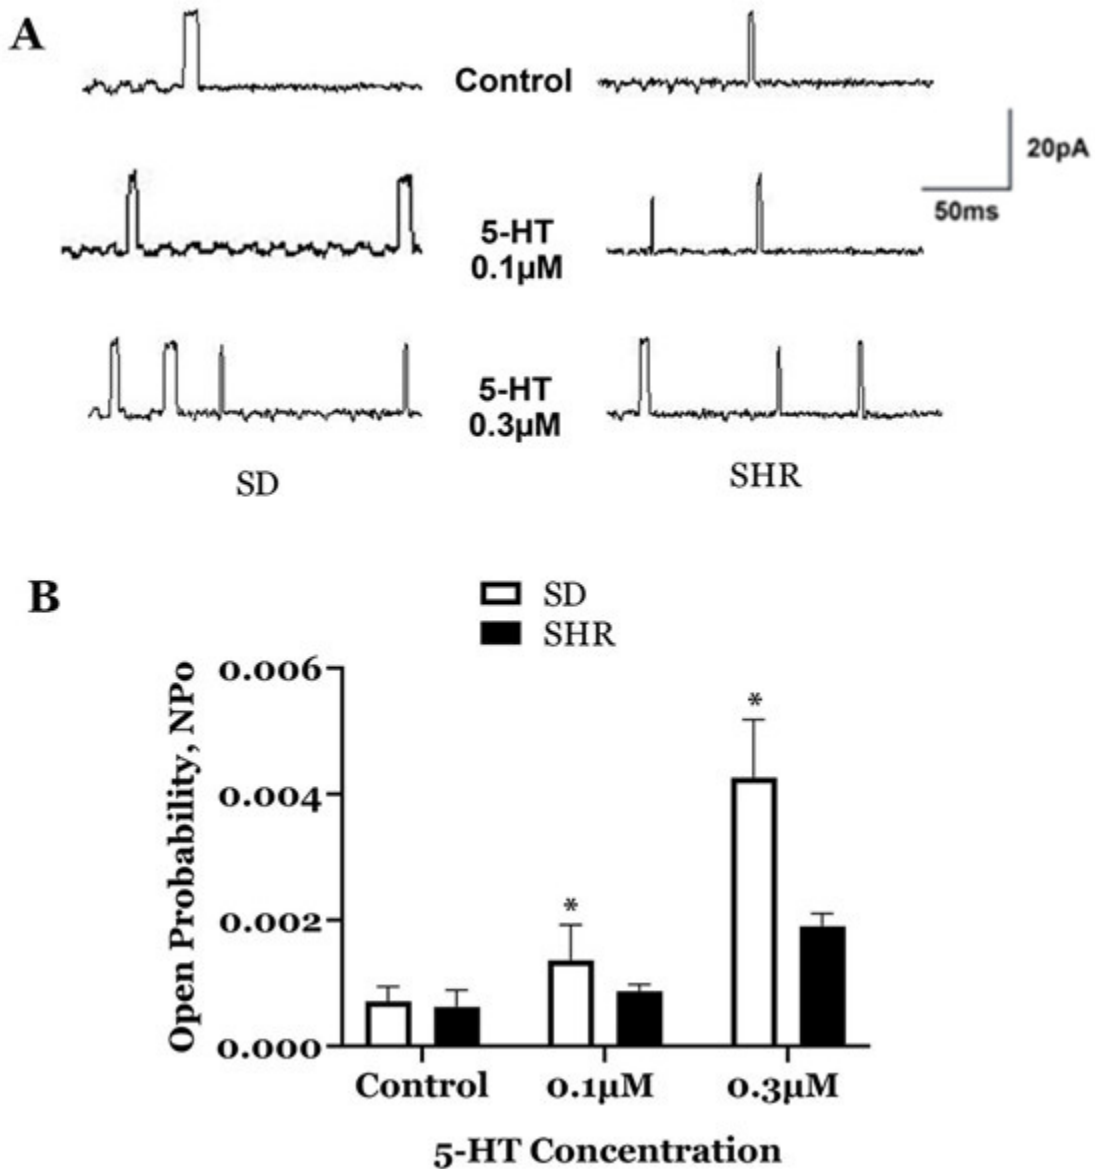 A
Control
20pA
50ms
5-HT
0.1µM
5-HT
0.3µM
SD
SHR
B
SD
SHR
Open Probability, NPo
0.006
0.004
0.002
0.000
*
*
Control
0.1µM
0.3µM
5-HT Concentration